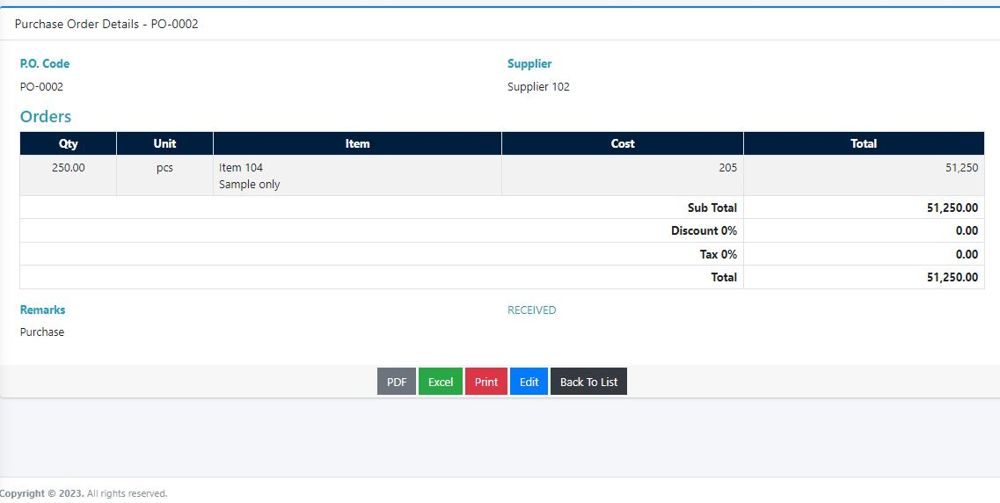 Purchase Order Details - PO-0002
P.O. Code Supplier
PO-0002 Supplier 102
Orders
Qty Unit Item Cost Total
250.00 pcs Item 104 205 51,250
Sample only
Sub Total 51,250.00
Discount 0% 0.00
Tax 0% 0.00
Total 51,250.00
Remarks RECEIVED
Purchase
PDF Excel Print Edit Back To List
Copyright © 2023. All rights reserved.